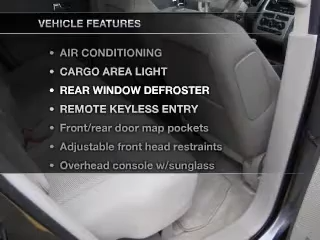 VEHICLE FEATURES
• AIR CONDITIONING
• CARGO AREA LIGHT
• REAR WINDOW DEFROSTER
• REMOTE KEYLESS ENTRY
• Front/rear door map pockets
• Adjustable front head restraints
• Overhead console w/sunglass